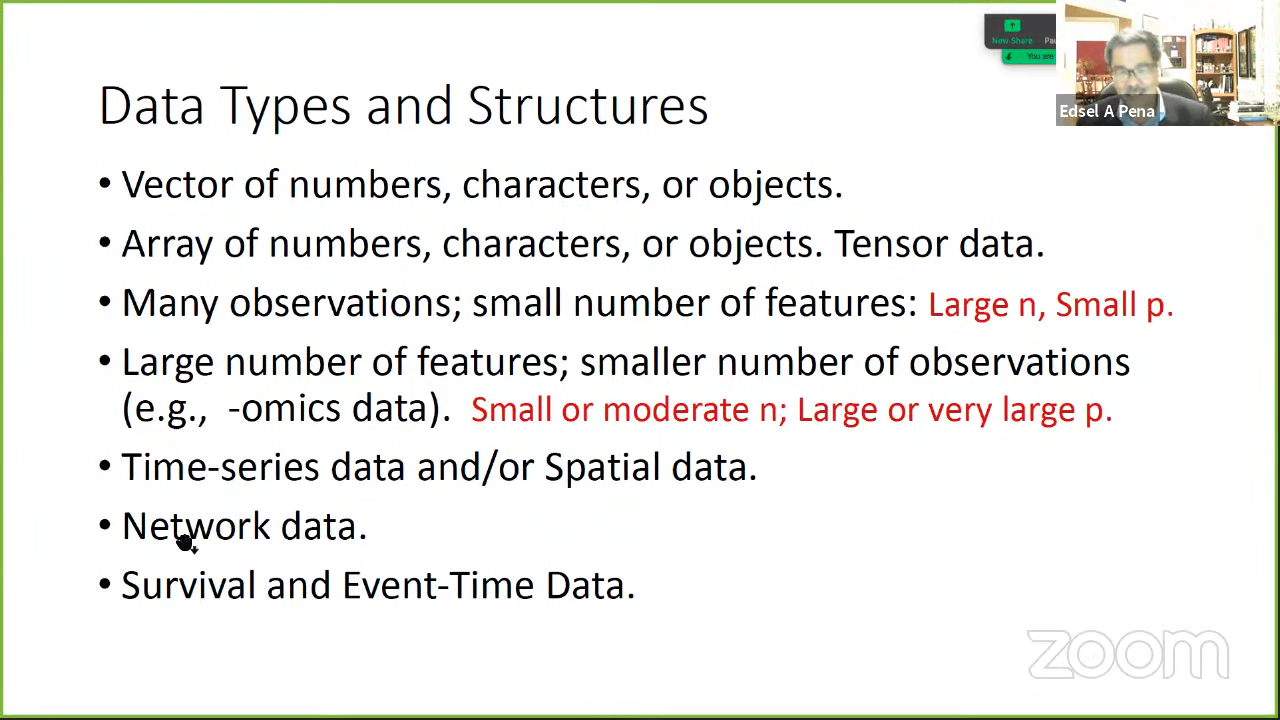 New Share
You are
Edsel A Pena
Data Types and Structures
• Vector of numbers, characters, or objects.
• Array of numbers, characters, or objects. Tensor data.
• Many observations; small number of features: Large n, Small p.
• Large number of features; smaller number of observations
(e.g., -omics data). Small or moderate n; Large or very large p.
• Time-series data and/or Spatial data.
• Network data.
• Survival and Event-Time Data.
zoom